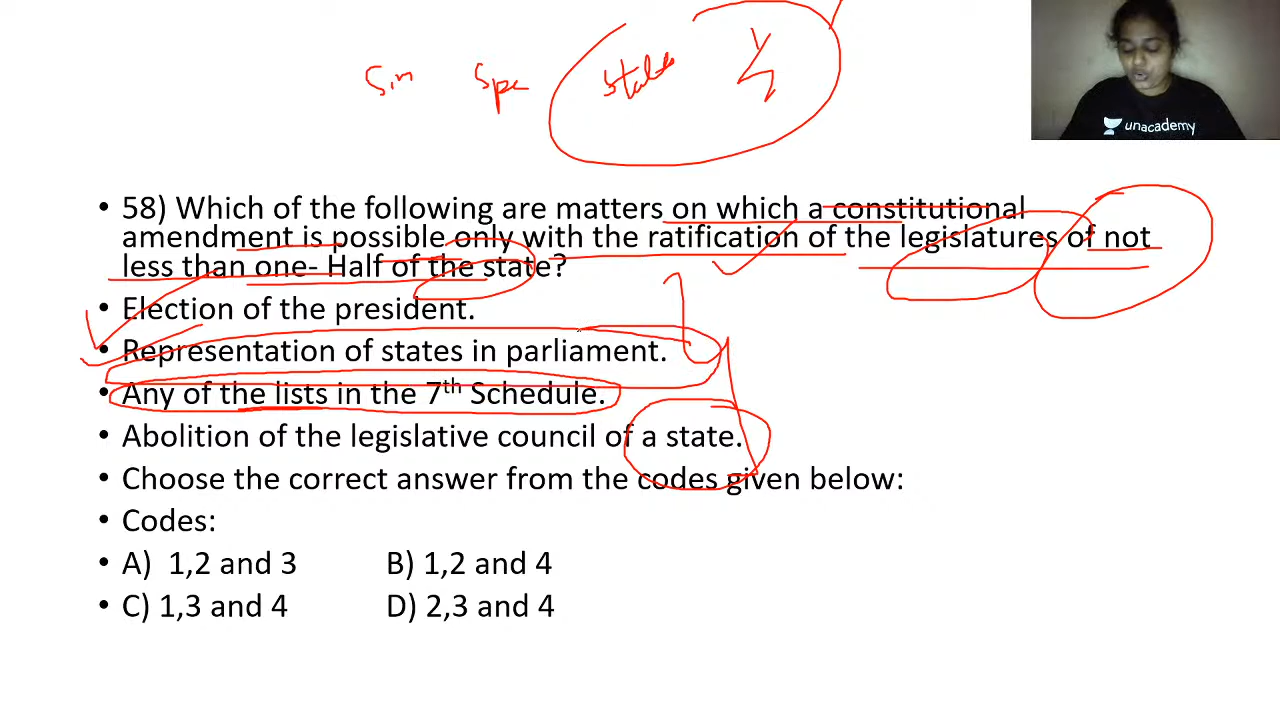 Sim Spe State
unacademy
• 58) Which of the following are matters on which a constitutional
amendment is possible only with the ratification of the legislatures of not
less than one- Half of the state?
• Election of the president.
• Representation of states in parliament.
• Any of the lists in the 7th Schedule.
• Abolition of the legislative council of a state.
• Choose the correct answer from the codes given below:
• Codes:
• A) 1,2 and 3 B) 1,2 and 4
• C) 1,3 and 4 D) 2,3 and 4